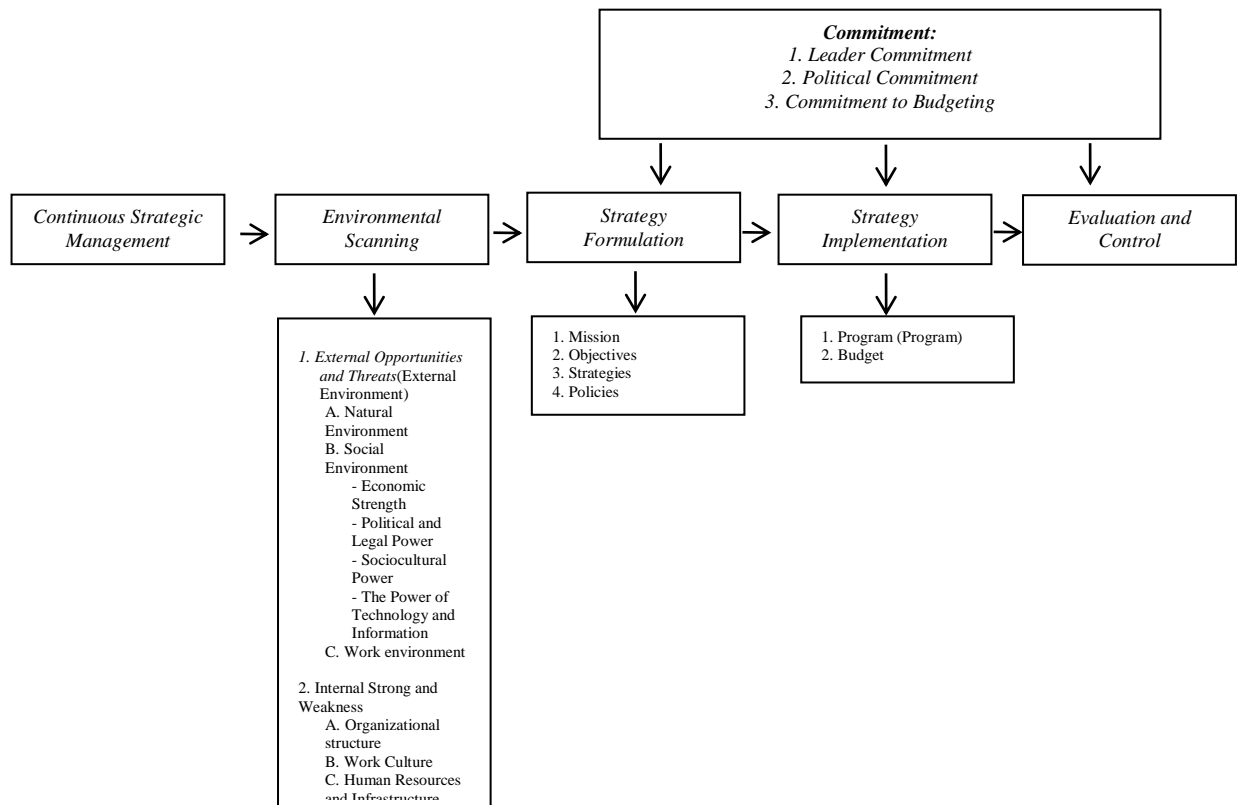 Commitment:
1. Leader Commitment
2. Political Commitment
3. Commitment to Budgeting
Continuous Strategic
Management
Environmental
Scanning
Strategy
Formulation
Strategy
Implementation
Evaluation and
Control
1. External Opportunities
and Threats(External
Environment)
A. Natural
Environment
B. Social
Environment
- Economic
Strength
- Political and
Legal Power
- Sociocultural
Power
- The Power of
Technology and
Information
C. Work environment
2. Internal Strong and
Weakness
A. Organizational
structure
B. Work Culture
C. Human Resources
and Infrastructure
1. Mission
2. Objectives
3. Strategies
4. Policies
1. Program (Program)
2. Budget